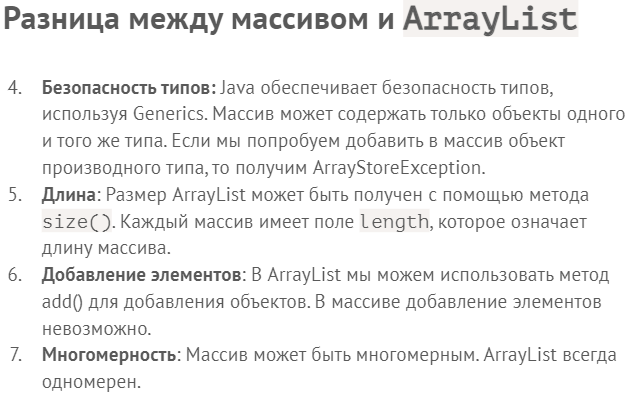 Разница между массивом и ArrayList
4. Безопасность типов: Java обеспечивает безопасность типов,
используя Generics. Массив может содержать только объекты одного
и того же типа. Если мы попробуем добавить в массив объект
производного типа, то получим ArrayStoreException.
5. Длина: Размер ArrayList может быть получен с помощью метода
size(). Каждый массив имеет поле length, которое означает
длину массива.
6. Добавление элементов: В ArrayList мы можем использовать метод
add() для добавления объектов. В массиве добавление элементов
невозможно.
7. Многомерность: Массив может быть многомерным. ArrayList всегда
одномерен.